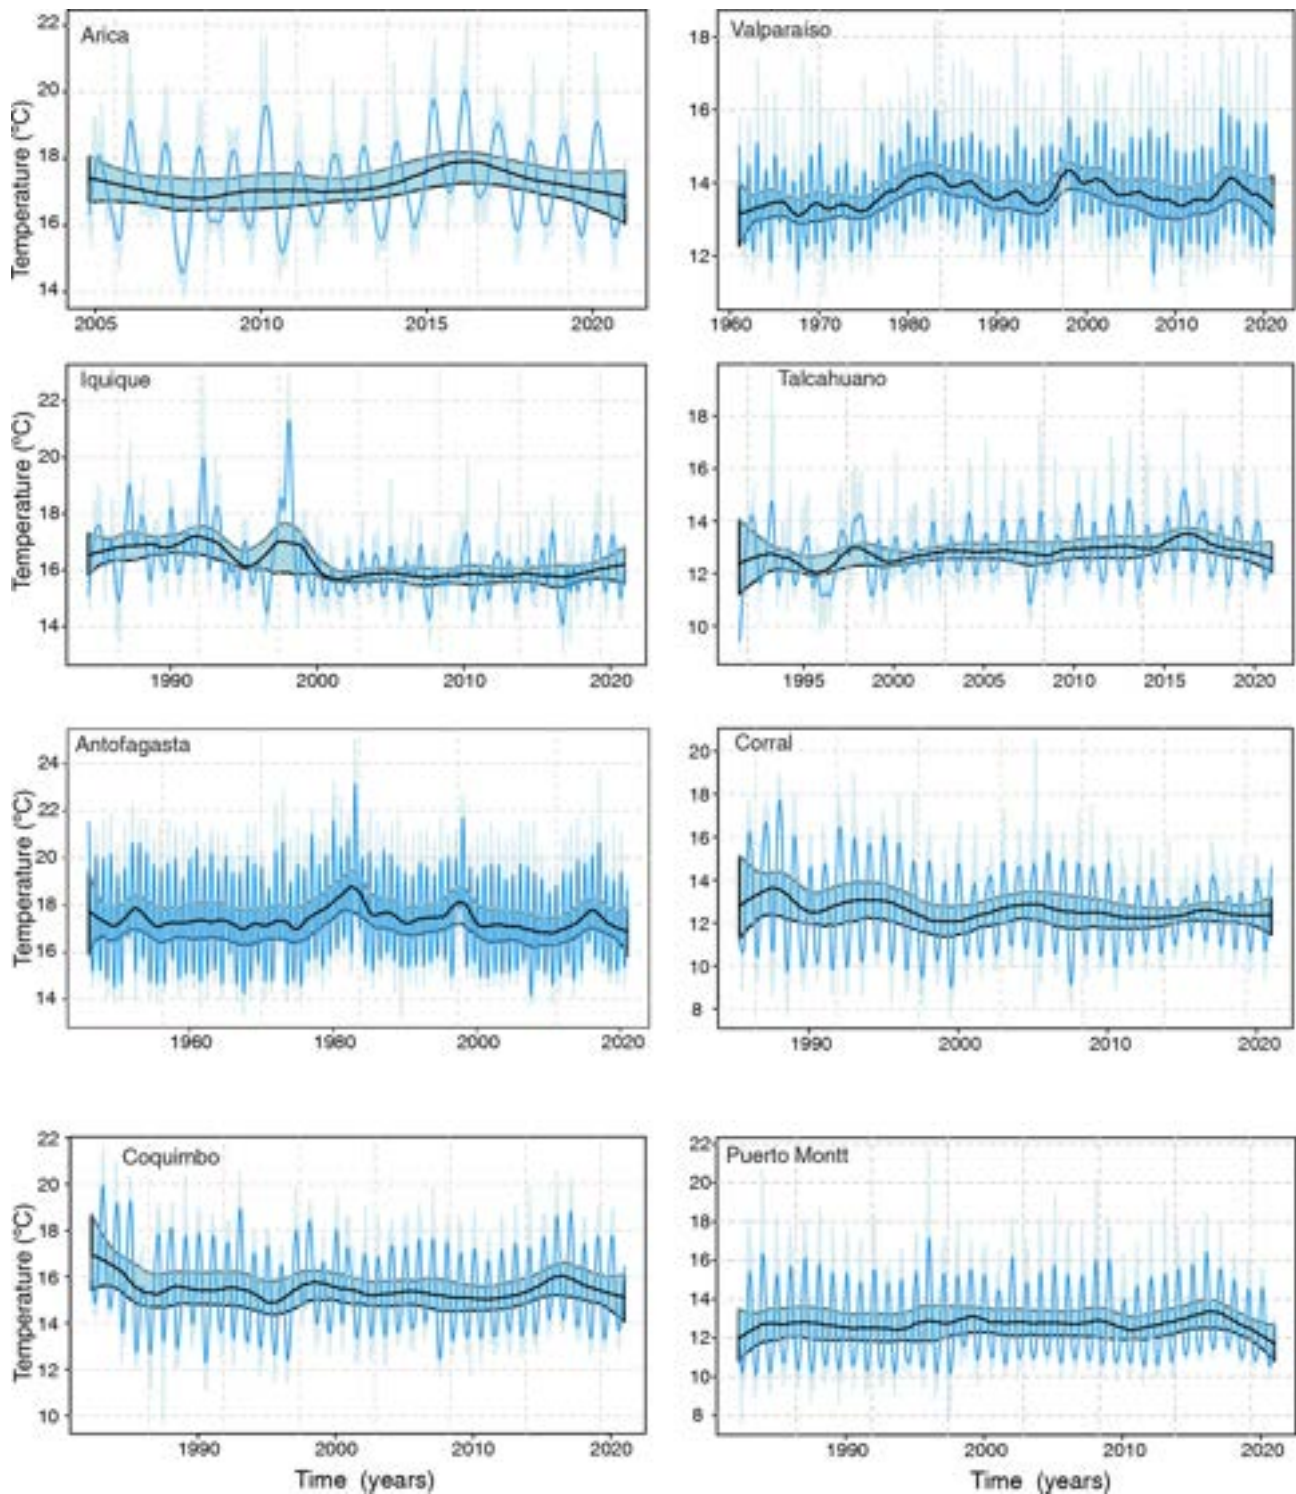 Arica
Temperature (°C)
22
20
18
16
14
2005 2010 2015 2020
Valparaíso
18
16
14
12
1960 1970 1980 1990 2000 2010 2020
Iquique
Temperature (°C)
22
20
18
16
14
1990 2000 2010 2020
Talcahuano
18
16
14
12
10
1995 2000 2005 2010 2015 2020
Antofagasta
Temperature (°C)
24
22
20
18
16
14
1960 1980 2000 2020
Corral
20
18
16
14
12
10
8
1990 2000 2010 2020
Coquimbo
Temperature (°C)
22
20
18
16
14
12
10
1990 2000 2010 2020
Time (years)
Puerto Montt
22
20
18
16
14
12
10
8
1990 2000 2010 2020
Time (years)